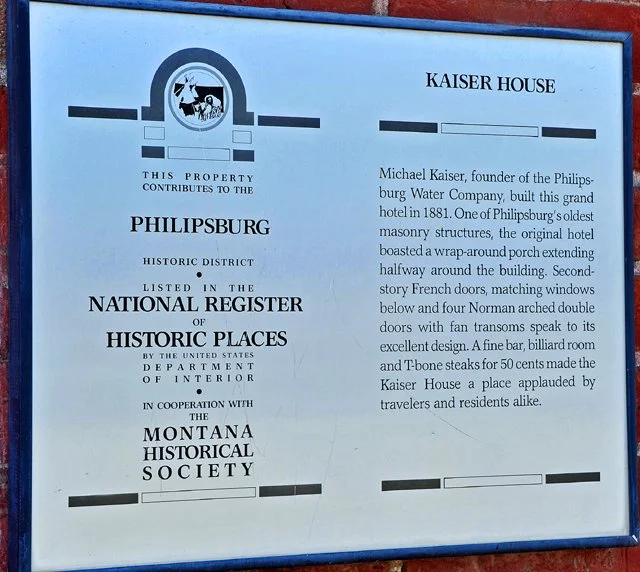 THIS PROPERTY
CONTRIBUTES TO THE
PHILIPSBURG
HISTORIC DISTRICT
•
LISTED IN THE
NATIONAL REGISTER
OF
HISTORIC PLACES
BY THE UNITED STATES
DEPARTMENT
OF INTERIOR
•
IN COOPERATION WITH
THE
MONTANA
HISTORICAL
SOCIETY
KAISER HOUSE
Michael Kaiser, founder of the Philips-
burg Water Company, built this grand
hotel in 1881. One of Philipsburg's oldest
masonry structures, the original hotel
boasted a wrap-around porch extending
halfway around the building. Second-
story French doors, matching windows
below and four Norman arched double
doors with fan transoms speak to its
excellent design. A fine bar, billiard room
and T-bone steaks for 50 cents made the
Kaiser House a place applauded by
travelers and residents alike.